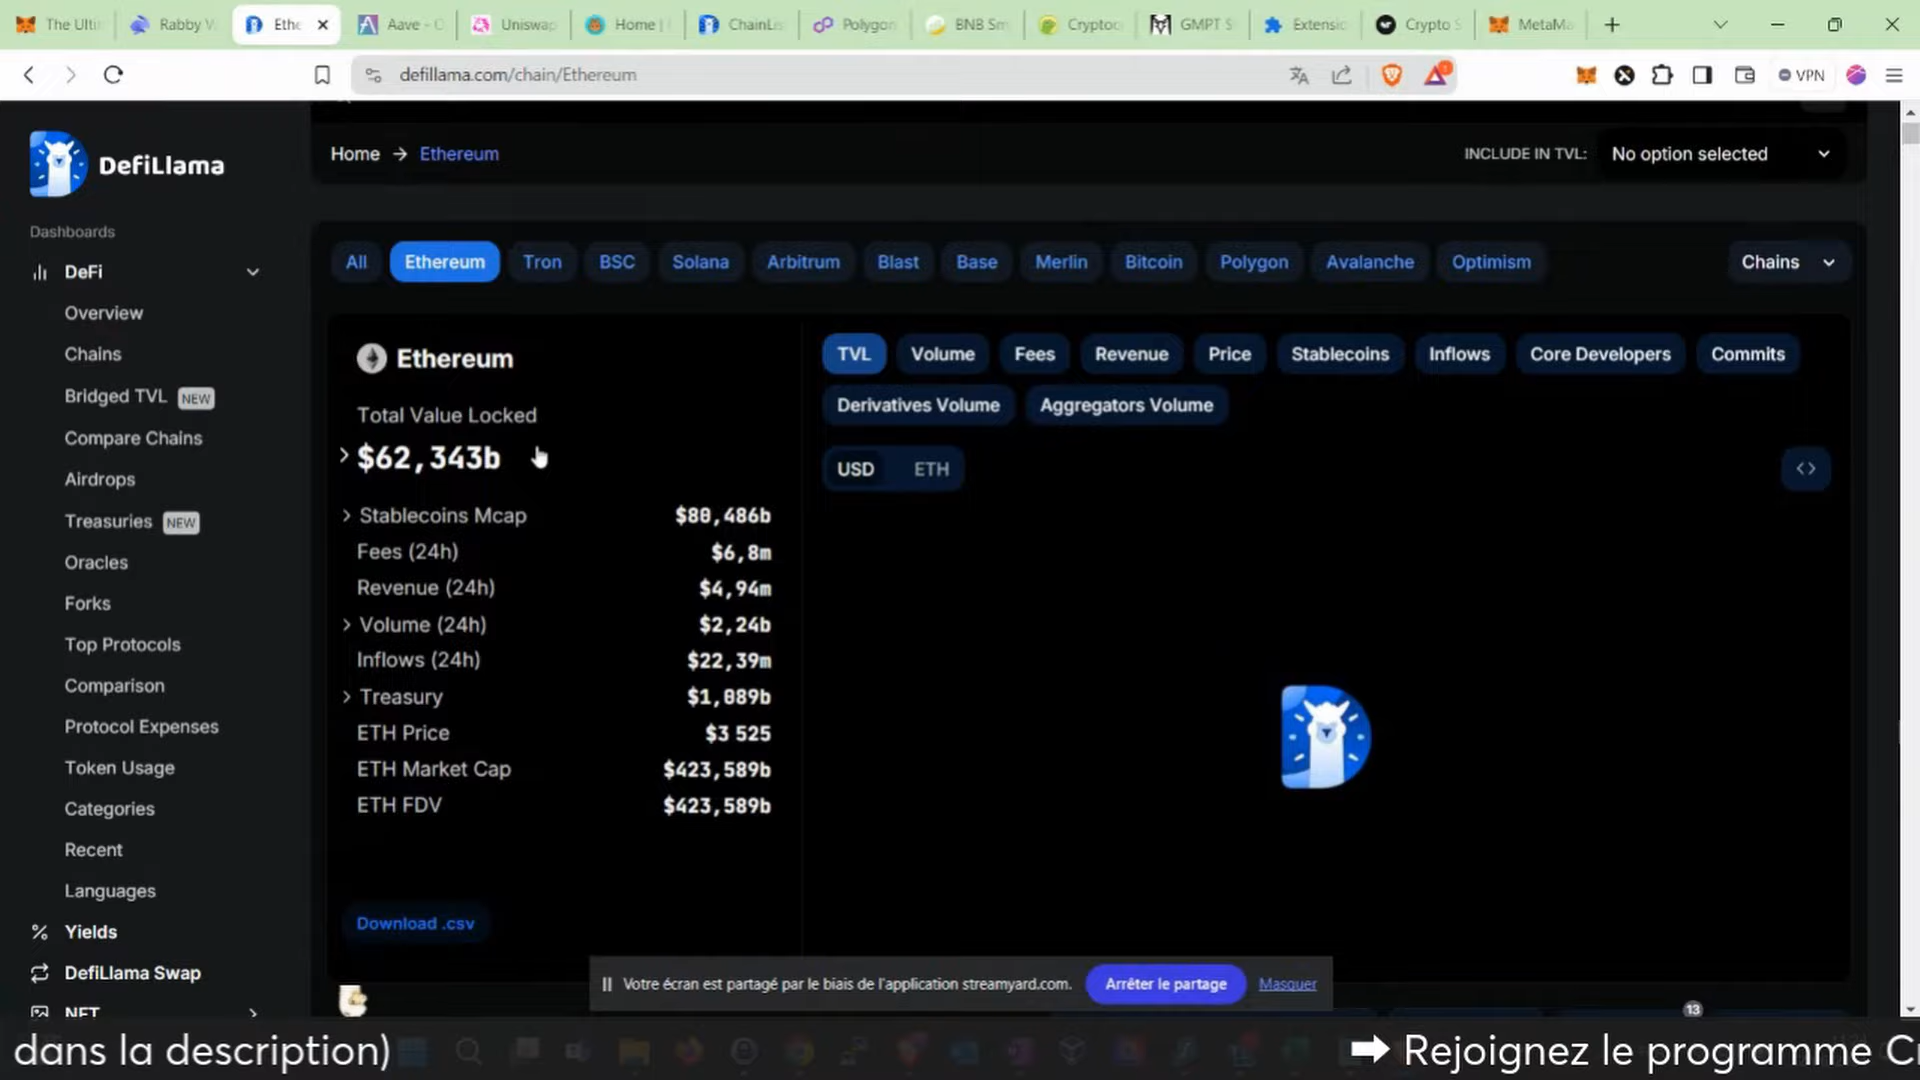 The Ulti
Rabby V
Ethe
Aave - O
Uniswap
Home |
ChainLis
Polygon
BNB Sm
Cryptoc
GMPT S
Extensio
Crypto S
MetaMa
defillama.com/chain/Ethereum
VPN
DefiLlama
Home → Ethereum
INCLUDE IN TVL: No option selected
Dashboards
DeFi
Overview
Chains
Bridged TVL NEW
Compare Chains
Airdrops
Treasuries NEW
Oracles
Forks
Top Protocols
Comparison
Protocol Expenses
Token Usage
Categories
Recent
Languages
Yields
DefiLlama Swap
NFT
All Ethereum Tron BSC Solana Arbitrum Blast Base Merlin Bitcoin Polygon Avalanche Optimism Chains
Ethereum
Total Value Locked
$62,343b
Stablecoins Mcap $80,486b
Fees (24h) $6,8m
Revenue (24h) $4,94m
Volume (24h) $2,24b
Inflows (24h) $22,39m
Treasury $1,089b
ETH Price $3 525
ETH Market Cap $423,589b
ETH FDV $423,589b
Download .csv
TVL Volume Fees Revenue Price Stablecoins Inflows Core Developers Commits
Derivatives Volume Aggregators Volume
USD ETH
Votre écran est partagé par le biais de l'application streamyard.com. Arrêter le partage Masquer
13
dans la description) ➡ Rejoignez le programme C